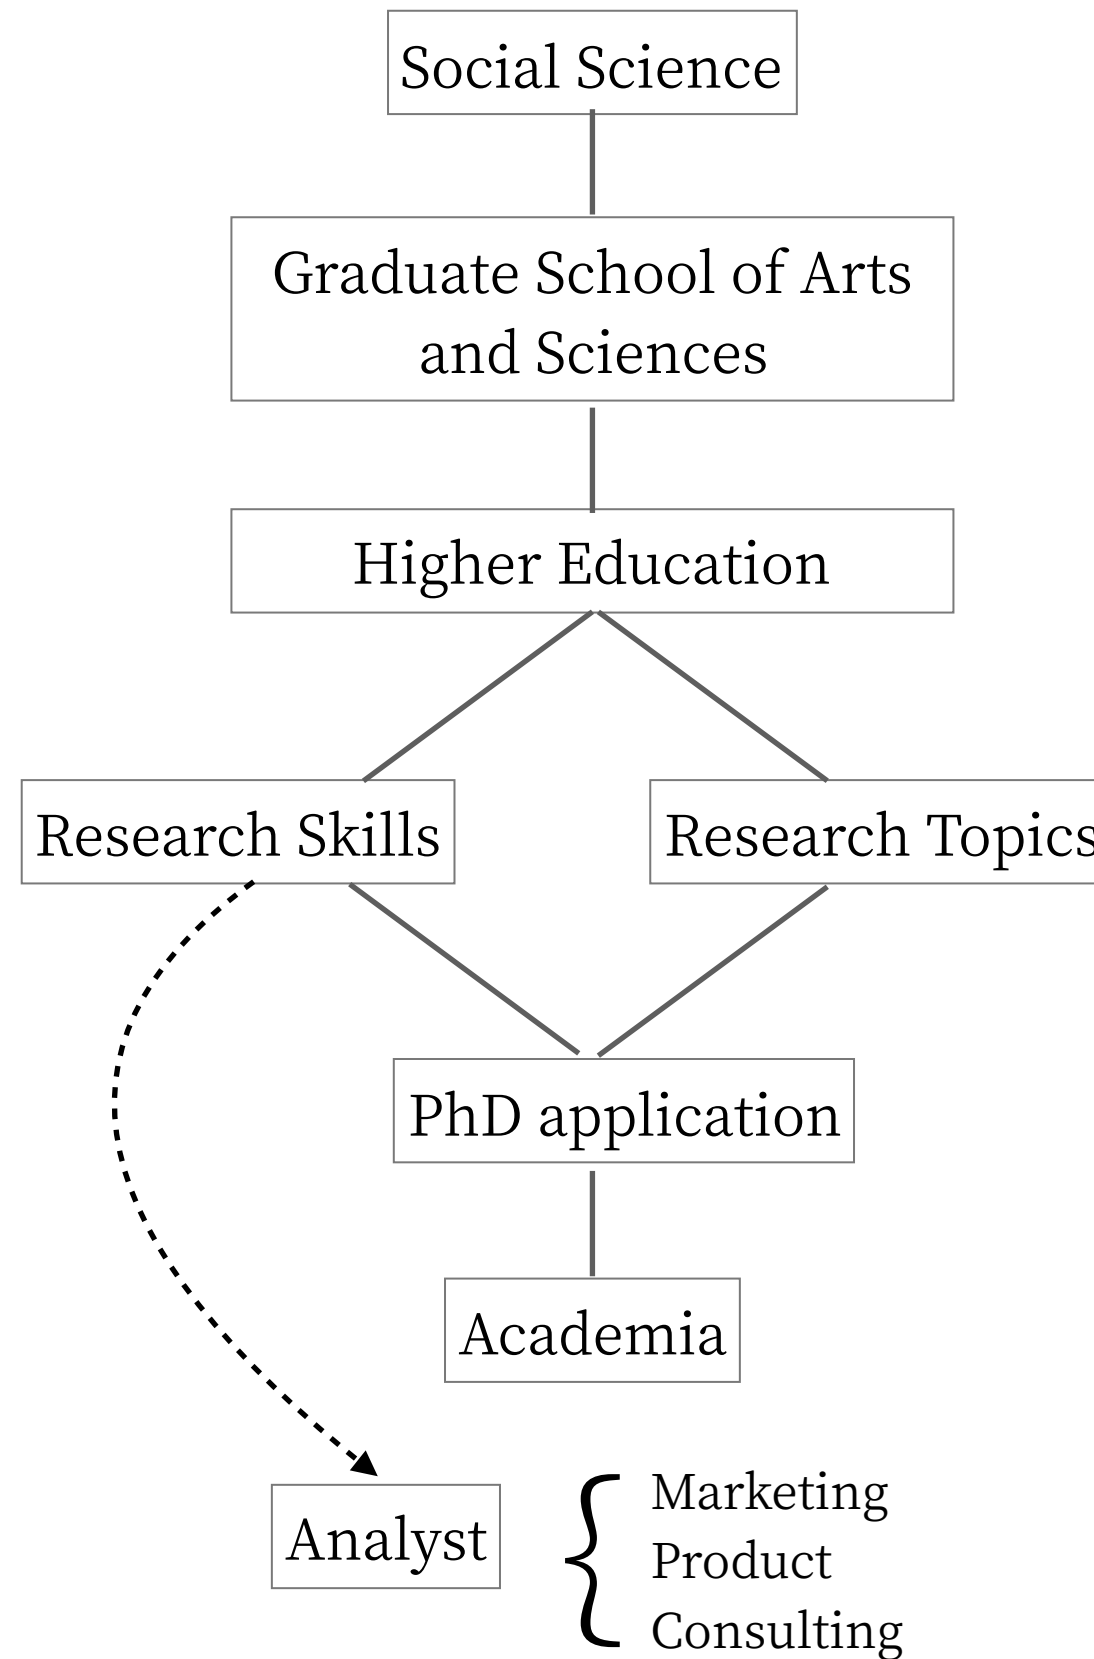 Social Science
Graduate School of Arts
and Sciences
Higher Education
Research Skills
Research Topics
PhD application
Academia
Analyst
Marketing
Product
Consulting